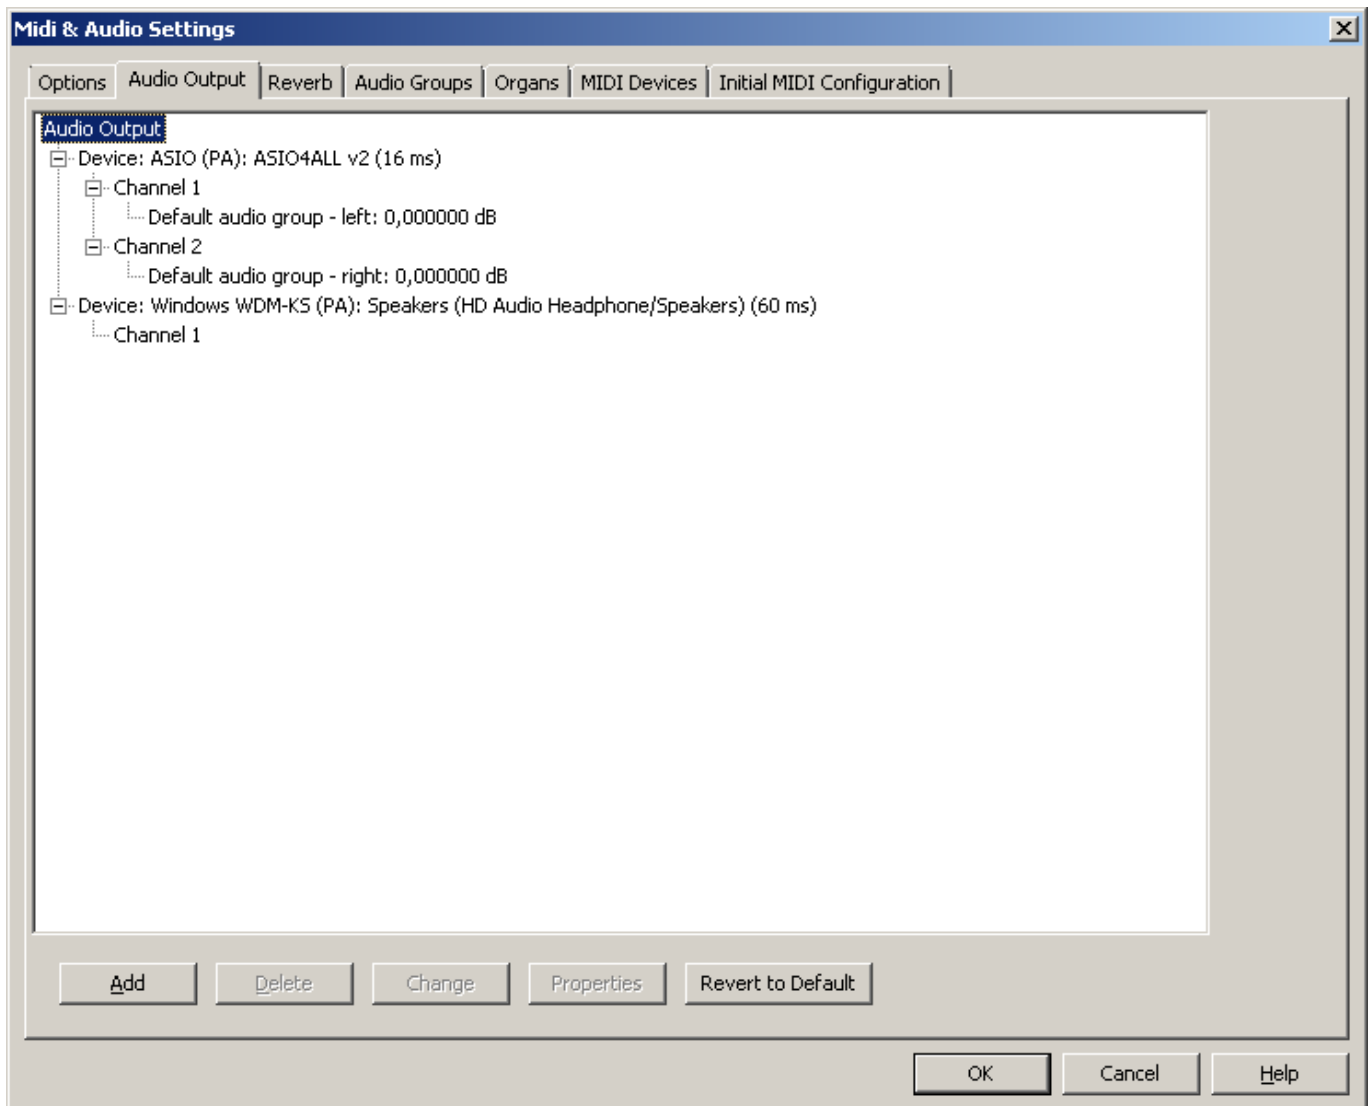 Midi & Audio Settings
Options Audio Output Reverb Audio Groups Organs MIDI Devices Initial MIDI Configuration
Audio Output
Device: ASIO (PA): ASIO4ALL v2 (16 ms)
Channel 1
Default audio group - left: 0,000000 dB
Channel 2
Default audio group - right: 0,000000 dB
Device: Windows WDM-KS (PA): Speakers (HD Audio Headphone/Speakers) (60 ms)
Channel 1
Add Delete Change Properties Revert to Default
OK Cancel Help